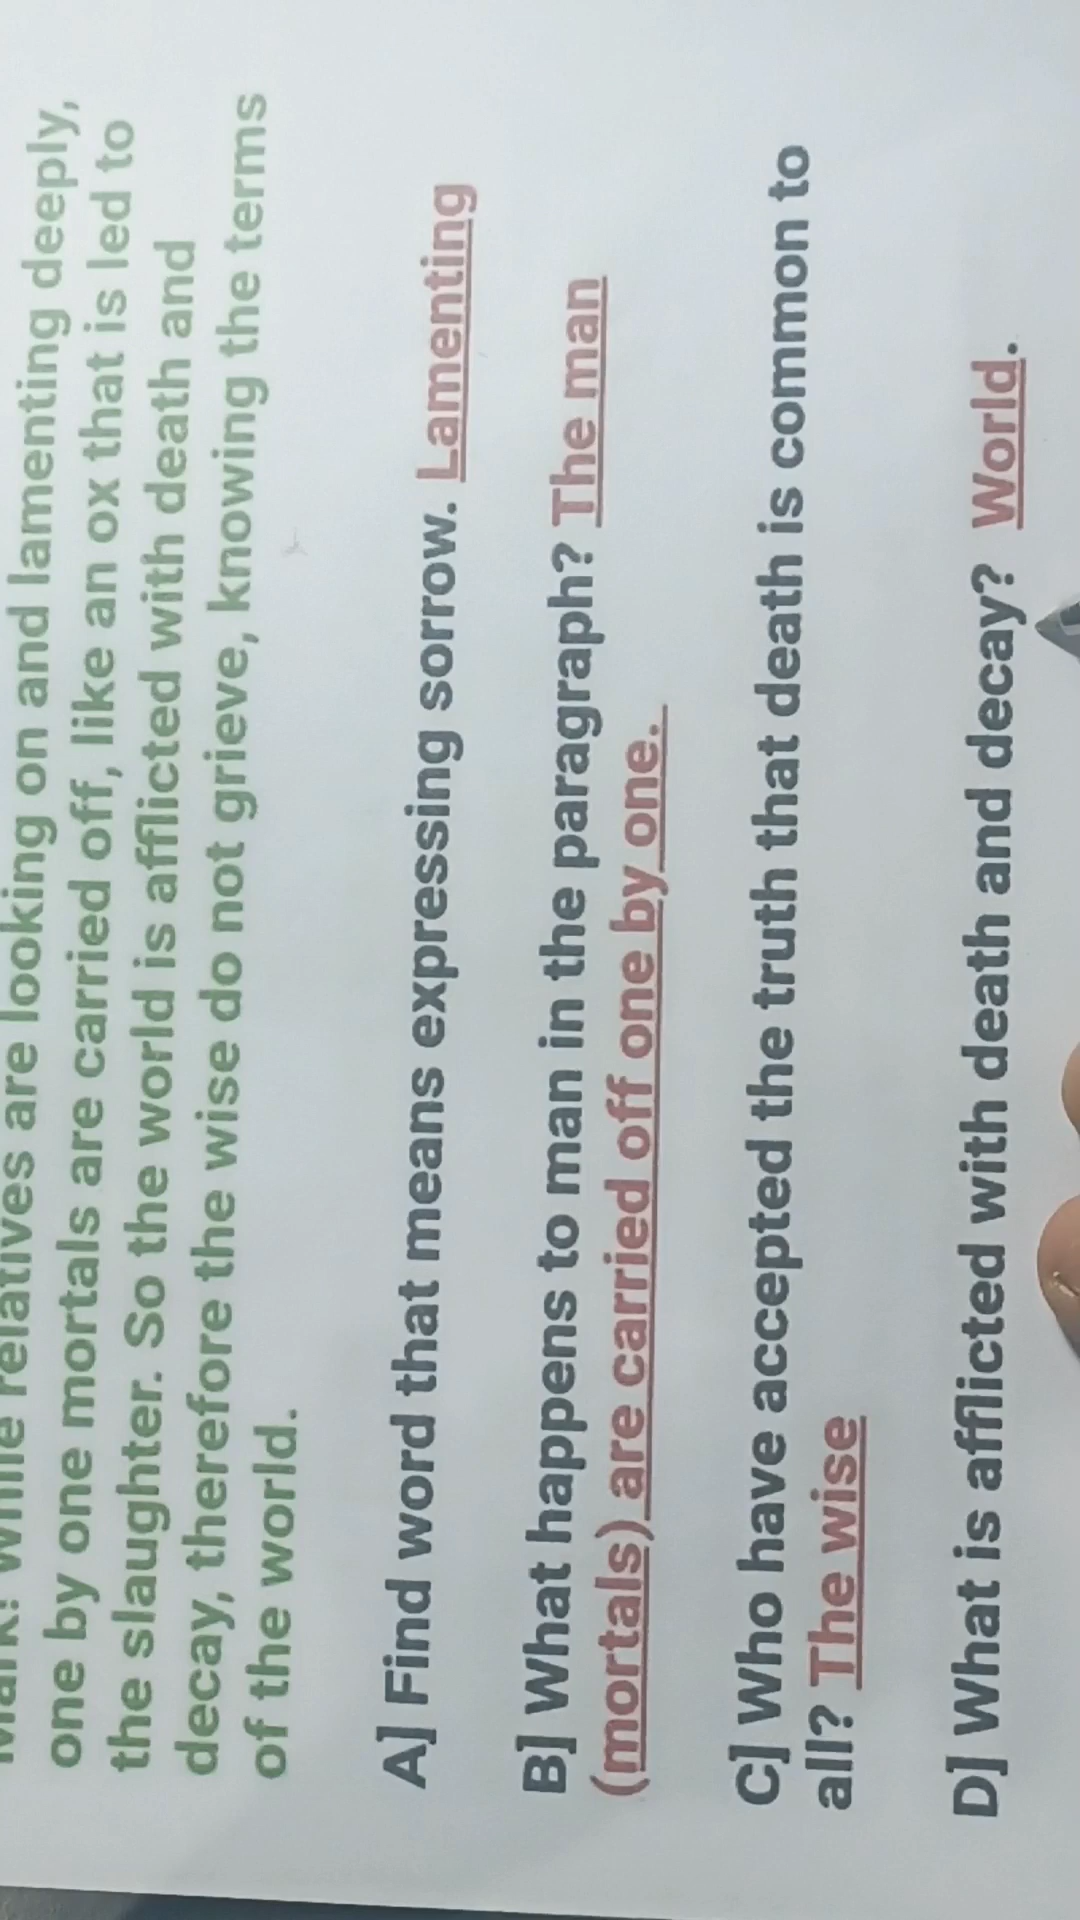 Mark! while relatives are looking on and lamenting deeply,
one by one mortals are carried off, like an ox that is led to
the slaughter. So the world is afflicted with death and
decay, therefore the wise do not grieve, knowing the terms
of the world.
A] Find word that means expressing sorrow. Lamenting
B] What happens to man in the paragraph? The man
(mortals) are carried off one by one.
C] Who have accepted the truth that death is common to
all? The wise
D] What is afflicted with death and decay? World.